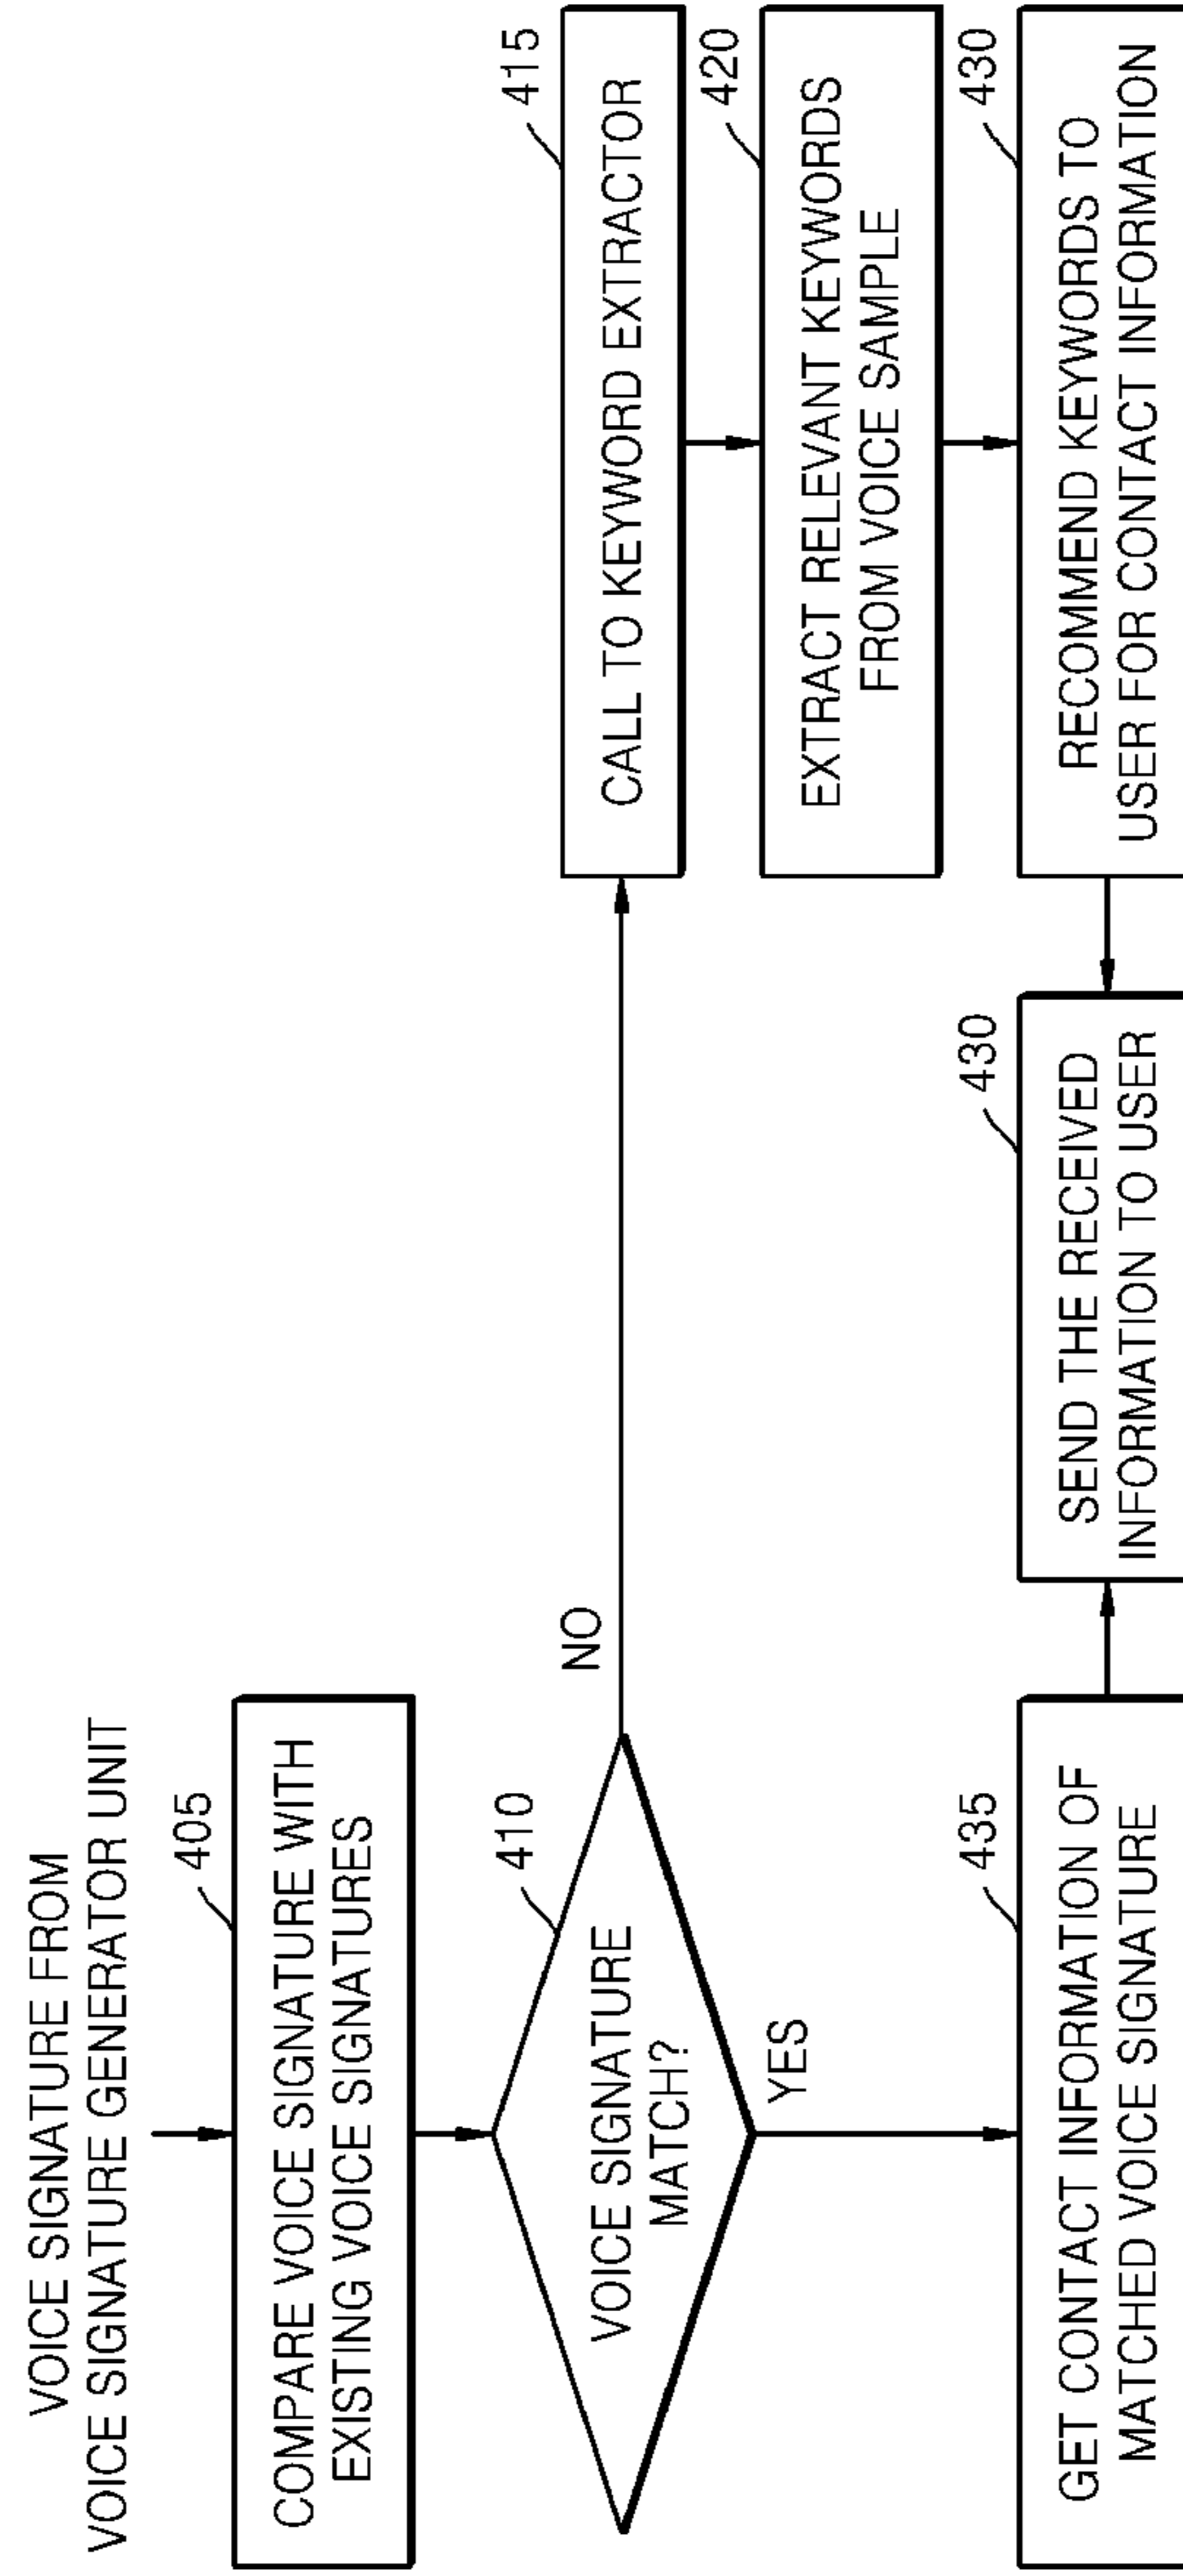 VOICE SIGNATURE FROM
VOICE SIGNATURE GENERATOR UNIT
405
COMPARE VOICE SIGNATURE WITH
EXISTING VOICE SIGNATURES
410
VOICE SIGNATURE
MATCH?
NO
YES
415
CALL TO KEYWORD EXTRACTOR
420
EXTRACT RELEVANT KEYWORDS
FROM VOICE SAMPLE
430
RECOMMEND KEYWORDS TO
USER FOR CONTACT INFORMATION
430
SEND THE RECEIVED
INFORMATION TO USER
435
GET CONTACT INFORMATION OF
MATCHED VOICE SIGNATURE